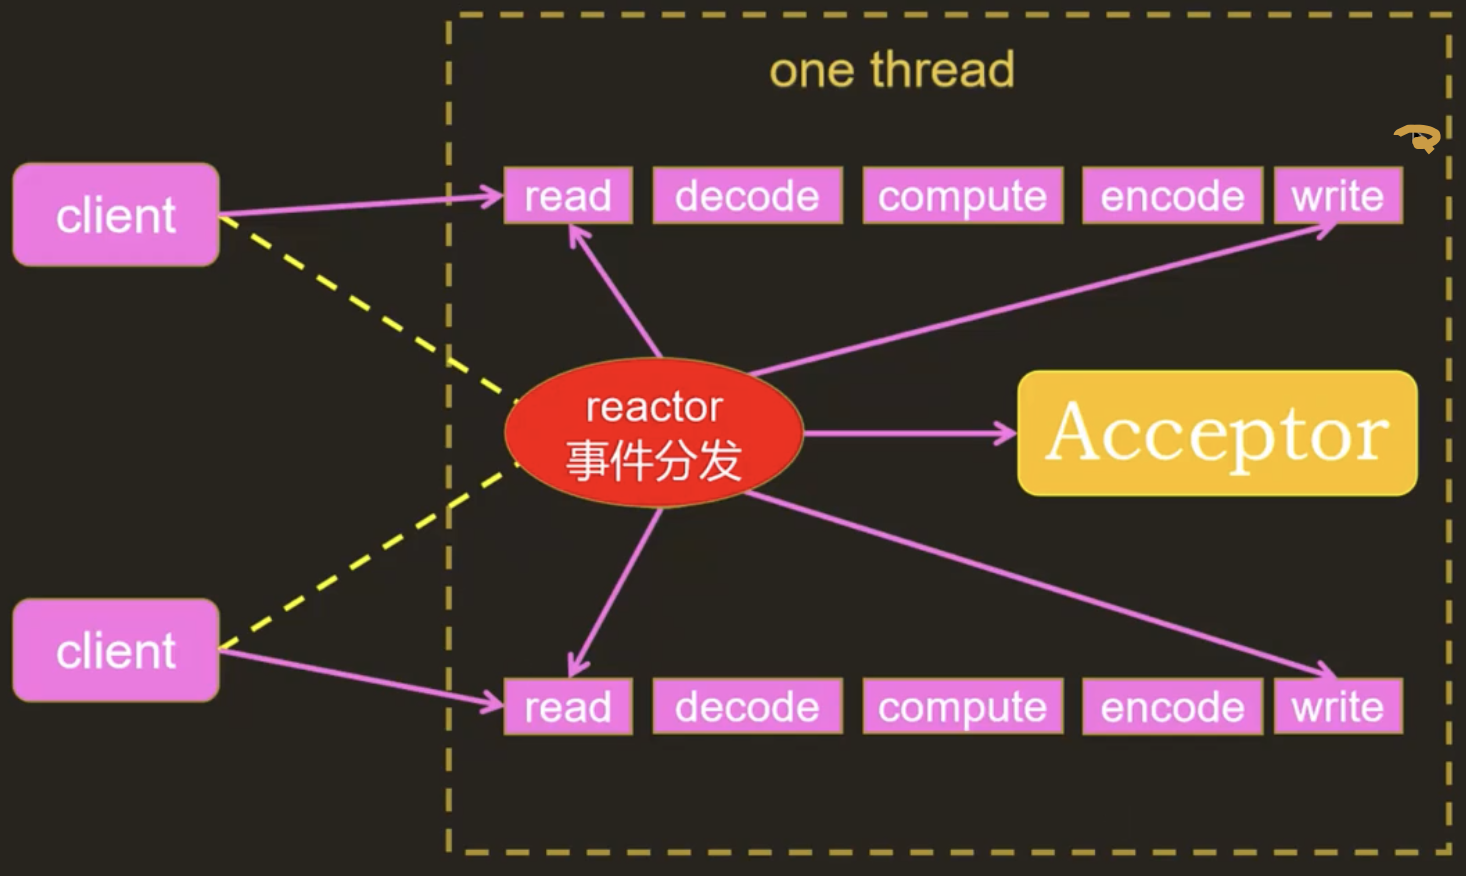 one thread
client
read
decode
compute
encode
write
reactor
事件分发
Acceptor
client
read
decode
compute
encode
write